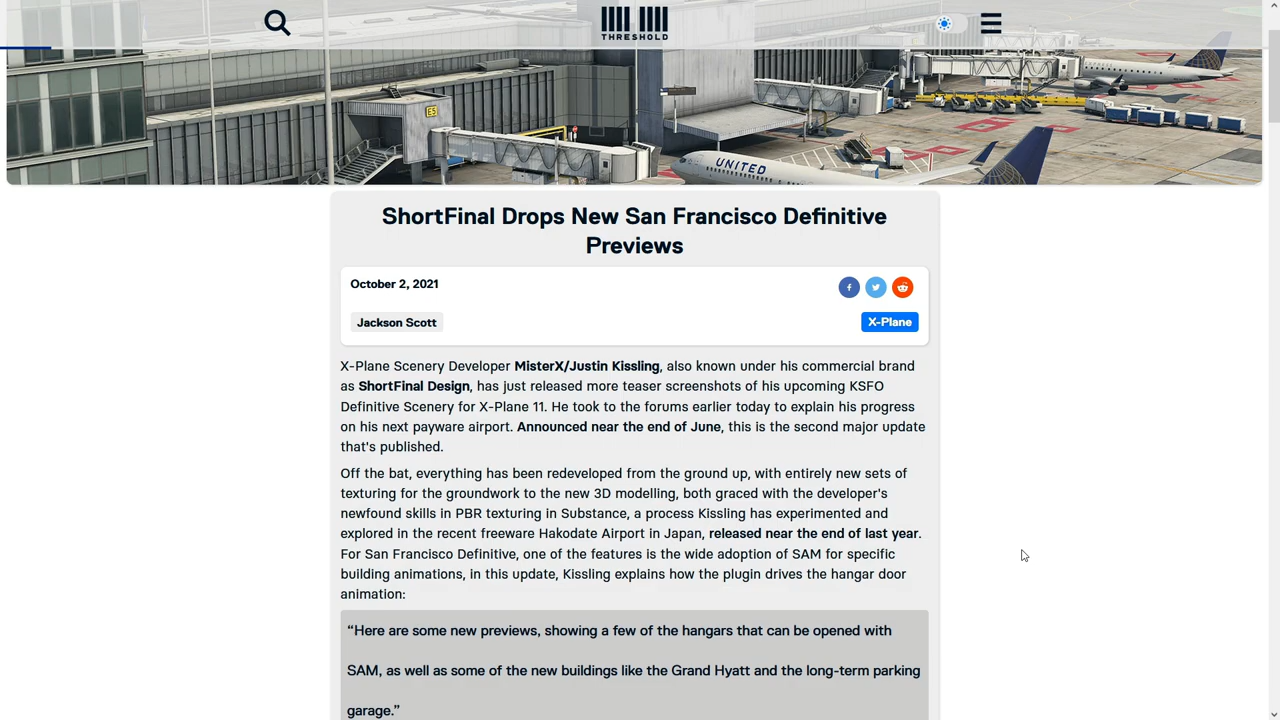 THRESHOLD
E5
UNITED
ShortFinal Drops New San Francisco Definitive
Previews
October 2, 2021
Jackson Scott
X-Plane
X-Plane Scenery Developer MisterX/Justin Kissling, also known under his commercial brand
as ShortFinal Design, has just released more teaser screenshots of his upcoming KSFO
Definitive Scenery for X-Plane 11. He took to the forums earlier today to explain his progress
on his next payware airport. Announced near the end of June, this is the second major update
that's published.
Off the bat, everything has been redeveloped from the ground up, with entirely new sets of
texturing for the groundwork to the new 3D modelling, both graced with the developer's
newfound skills in PBR texturing in Substance, a process Kissling has experimented and
explored in the recent freeware Hakodate Airport in Japan, released near the end of last year.
For San Francisco Definitive, one of the features is the wide adoption of SAM for specific
building animations, in this update, Kissling explains how the plugin drives the hangar door
animation:
“Here are some new previews, showing a few of the hangars that can be opened with
SAM, as well as some of the new buildings like the Grand Hyatt and the long-term parking
garage.”